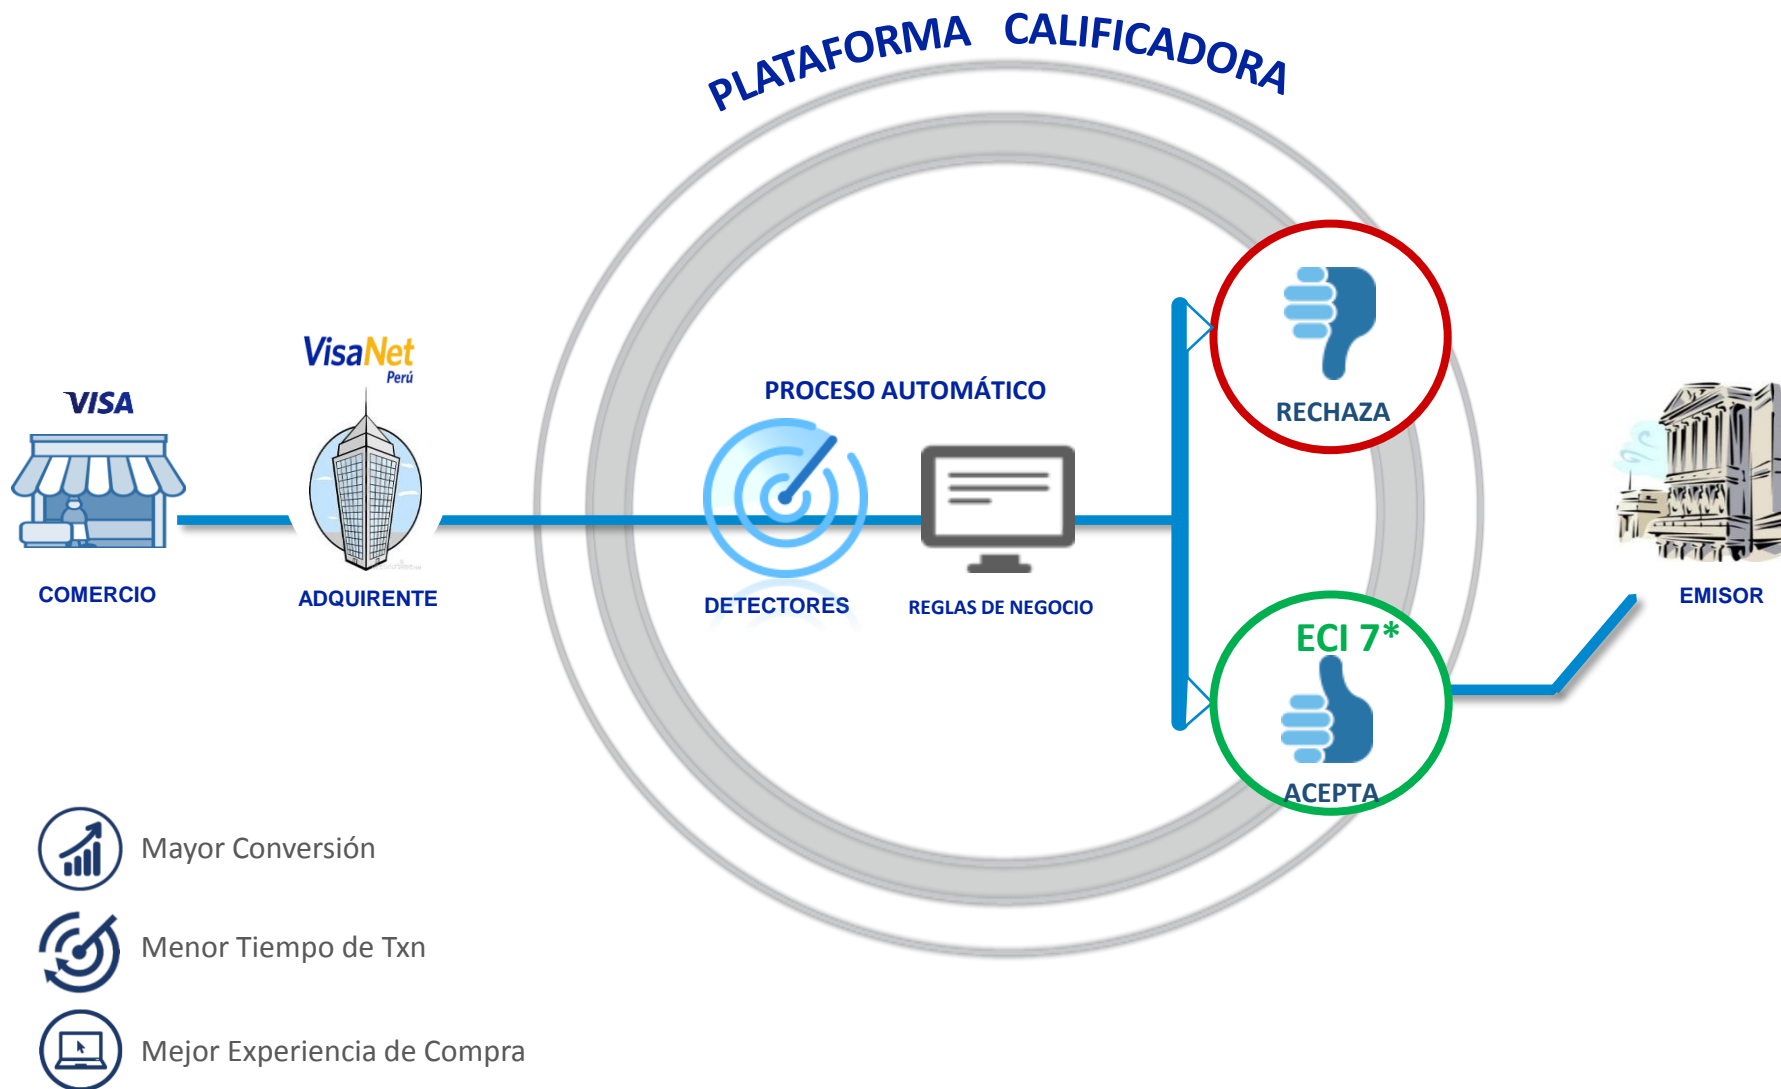 PLATAFORMA CALIFICADORA
VisaNet
Perú
VISA
PROCESO AUTOMÁTICO
RECHAZA
COMERCIO
ADQUIRENTE
DETECTORES
REGLAS DE NEGOCIO
EMISOR
ECI 7*
ACEPTA
Mayor Conversión
Menor Tiempo de Txn
Mejor Experiencia de Compra